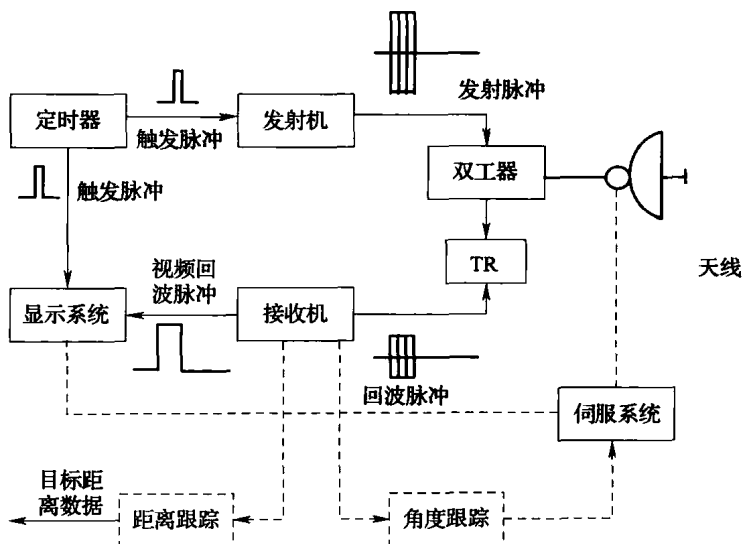 发射脉冲
定时器
触发脉冲
发射机
双工器
触发脉冲
天线
TR
视频回
波脉冲
显示系统
接收机
回波脉冲
伺服系统
目标距
离数据
距离跟踪
角度跟踪